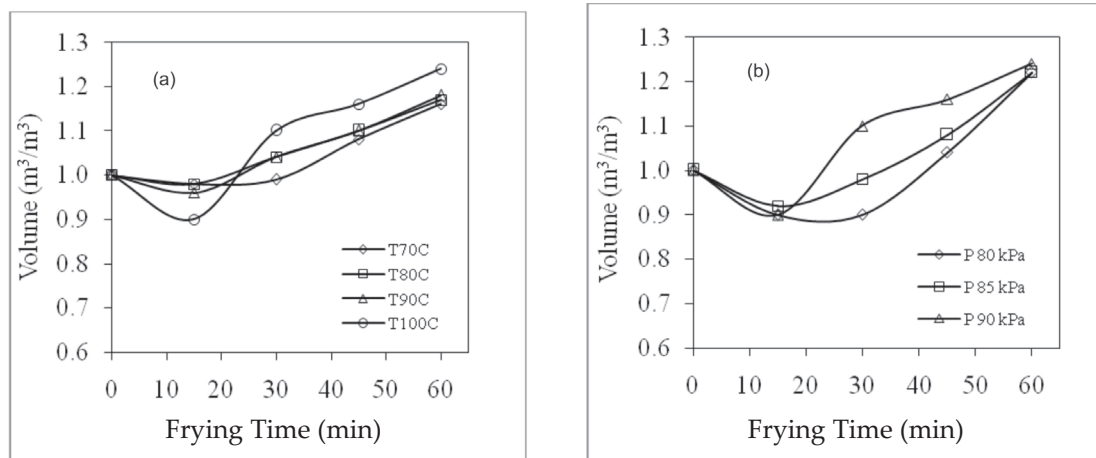 1.3
1.2
1.1
1.0
0.9
0.8
0.7
0.6
Volume (m³/m³)
(a)
T70C
T80C
T90C
T100C
0 10 20 30 40 50 60
Frying Time (min)
1.3
1.2
1.1
1.0
0.9
0.8
0.7
0.6
Volume (m³/m³)
(b)
P 80 kPa
P 85 kPa
P 90 kPa
0 10 20 30 40 50 60
Frying Time (min)